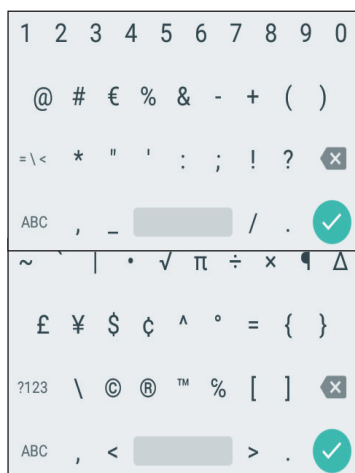 1 2 3 4 5 6 7 8 9 0
@ # € % & - + ( )
= \ < * " ' : ; ! ?
ABC , _ / .
~ ` | • √ π ÷ × ¶ Δ
£ ¥ $ ¢ ^ ° = { }
?123 \ © ® ™ ℅ [ ]
ABC , < > .